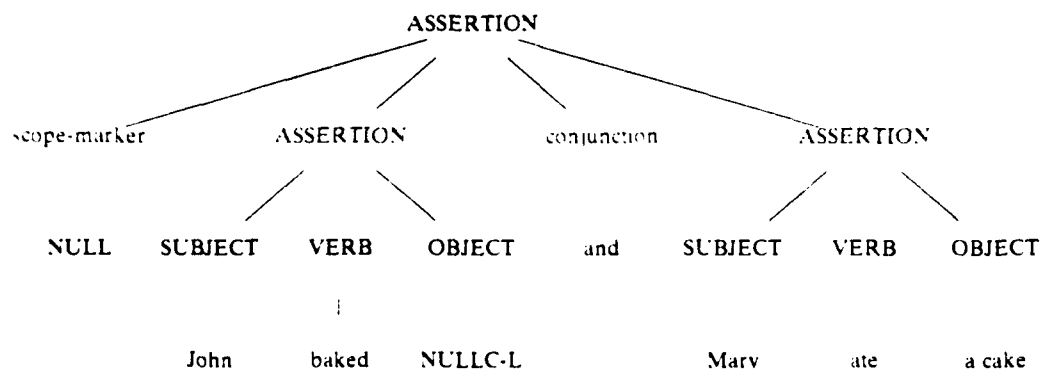 ASSERTION
scope-marker ASSERTION conjunction ASSERTION
NULL SUBJECT VERB OBJECT and SUBJECT VERB OBJECT
John baked NULLC-L Mary ate a cake